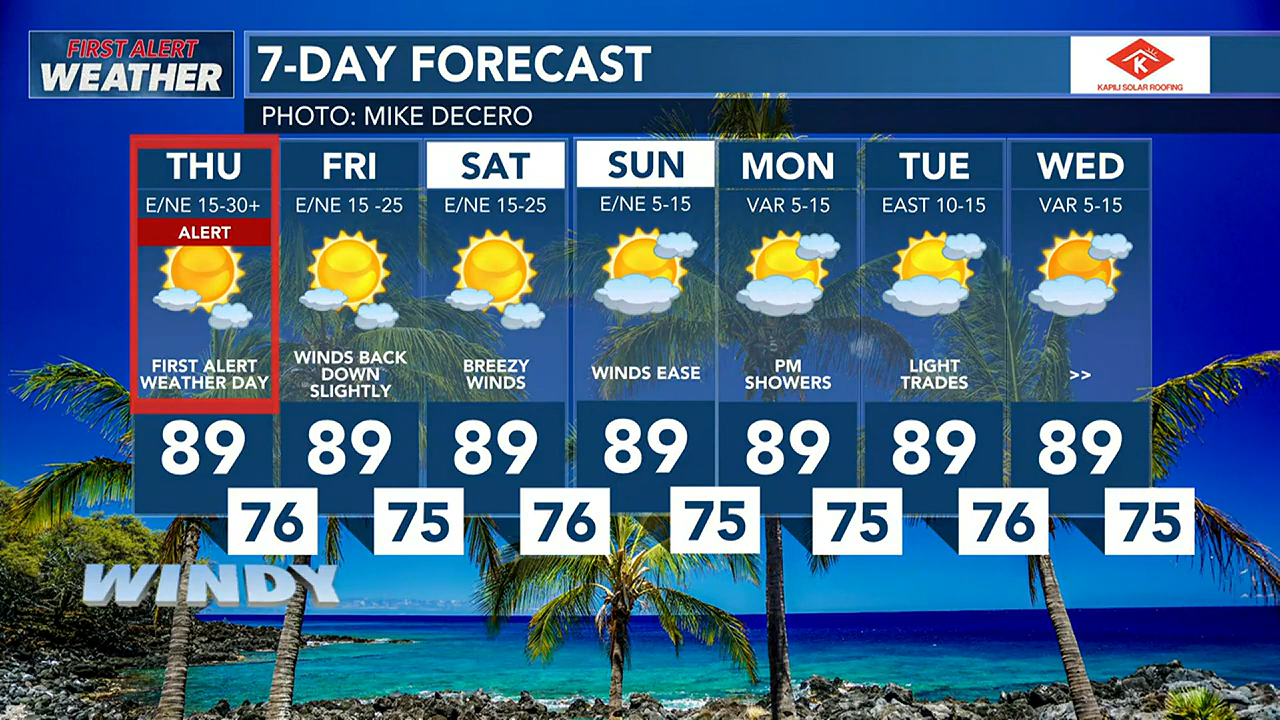 FIRST ALERT
WEATHER
7-DAY FORECAST
K
KAPILI SOLAR ROOFING
PHOTO: MIKE DECERO
THU
E/NE 15-30+
ALERT
FIRST ALERT
WEATHER DAY
89
76
FRI
E/NE 15 -25
WINDS BACK
DOWN
SLIGHTLY
89
75
SAT
E/NE 15-25
BREEZY
WINDS
89
76
SUN
E/NE 5-15
WINDS EASE
89
75
MON
VAR 5-15
PM
SHOWERS
89
75
TUE
EAST 10-15
LIGHT
TRADES
89
76
WED
VAR 5-15
>>
89
75
WINDY